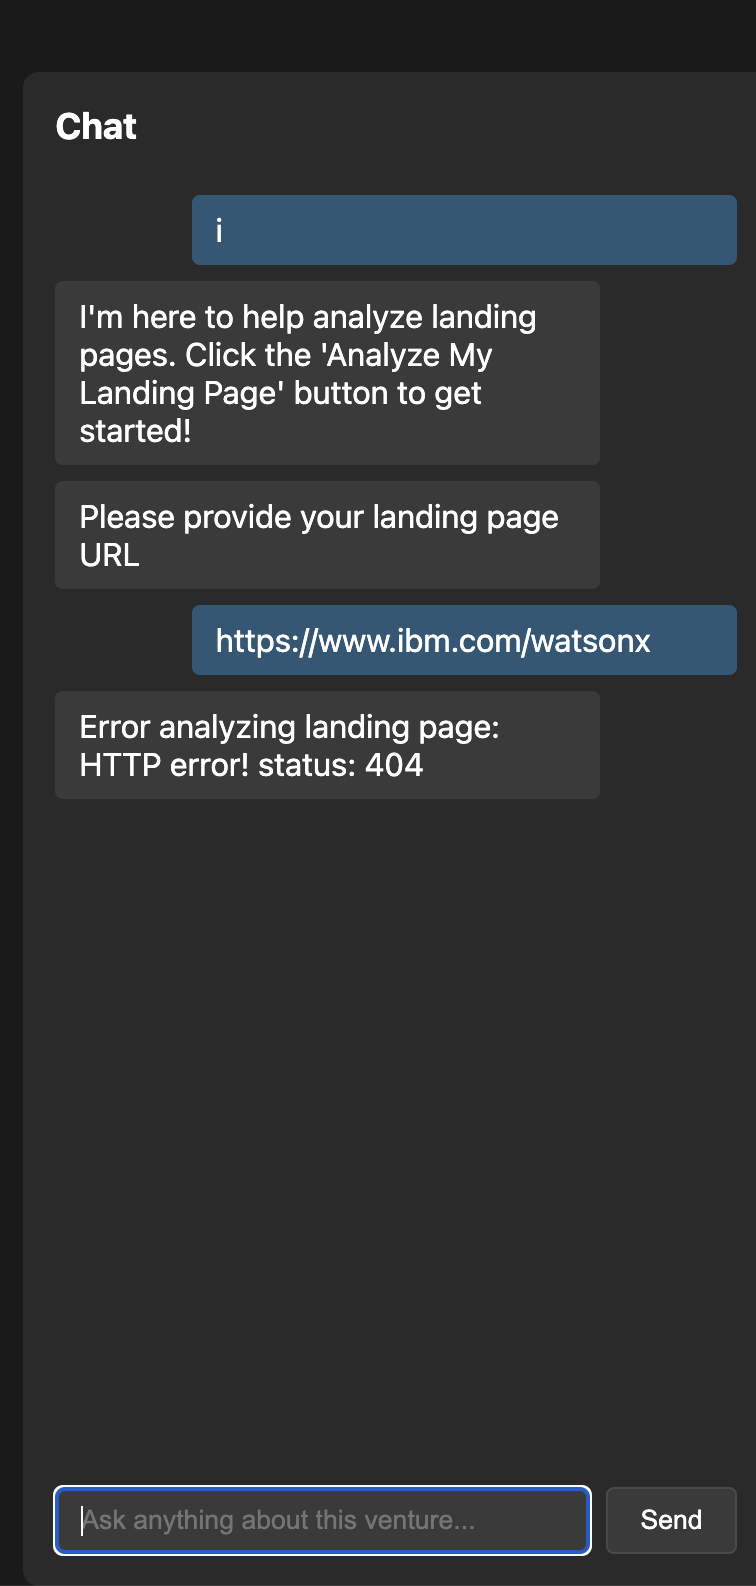 Chat
i
I'm here to help analyze landing
pages. Click the 'Analyze My
Landing Page' button to get
started!
Please provide your landing page
URL
https://www.ibm.com/watsonx
Error analyzing landing page:
HTTP error! status: 404
Ask anything about this venture...
Send